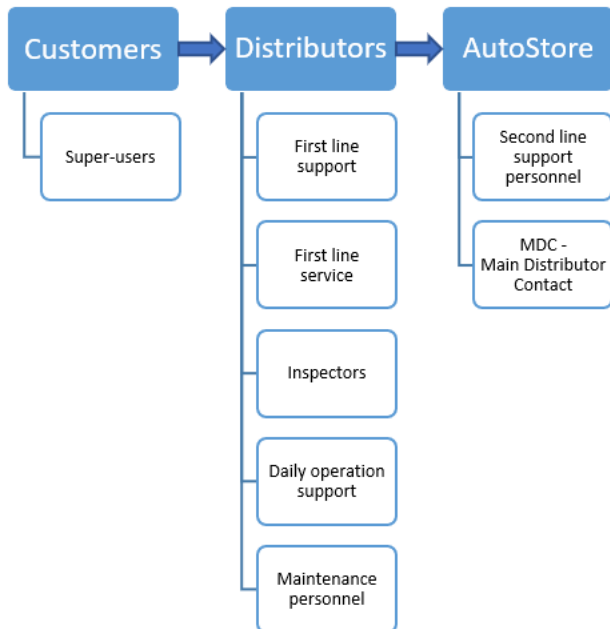 Customers
Super-users
Distributors
First line
support
First line
service
Inspectors
Daily operation
support
Maintenance
personnel
AutoStore
Second line
support
personnel
MDC -
Main Distributor
Contact